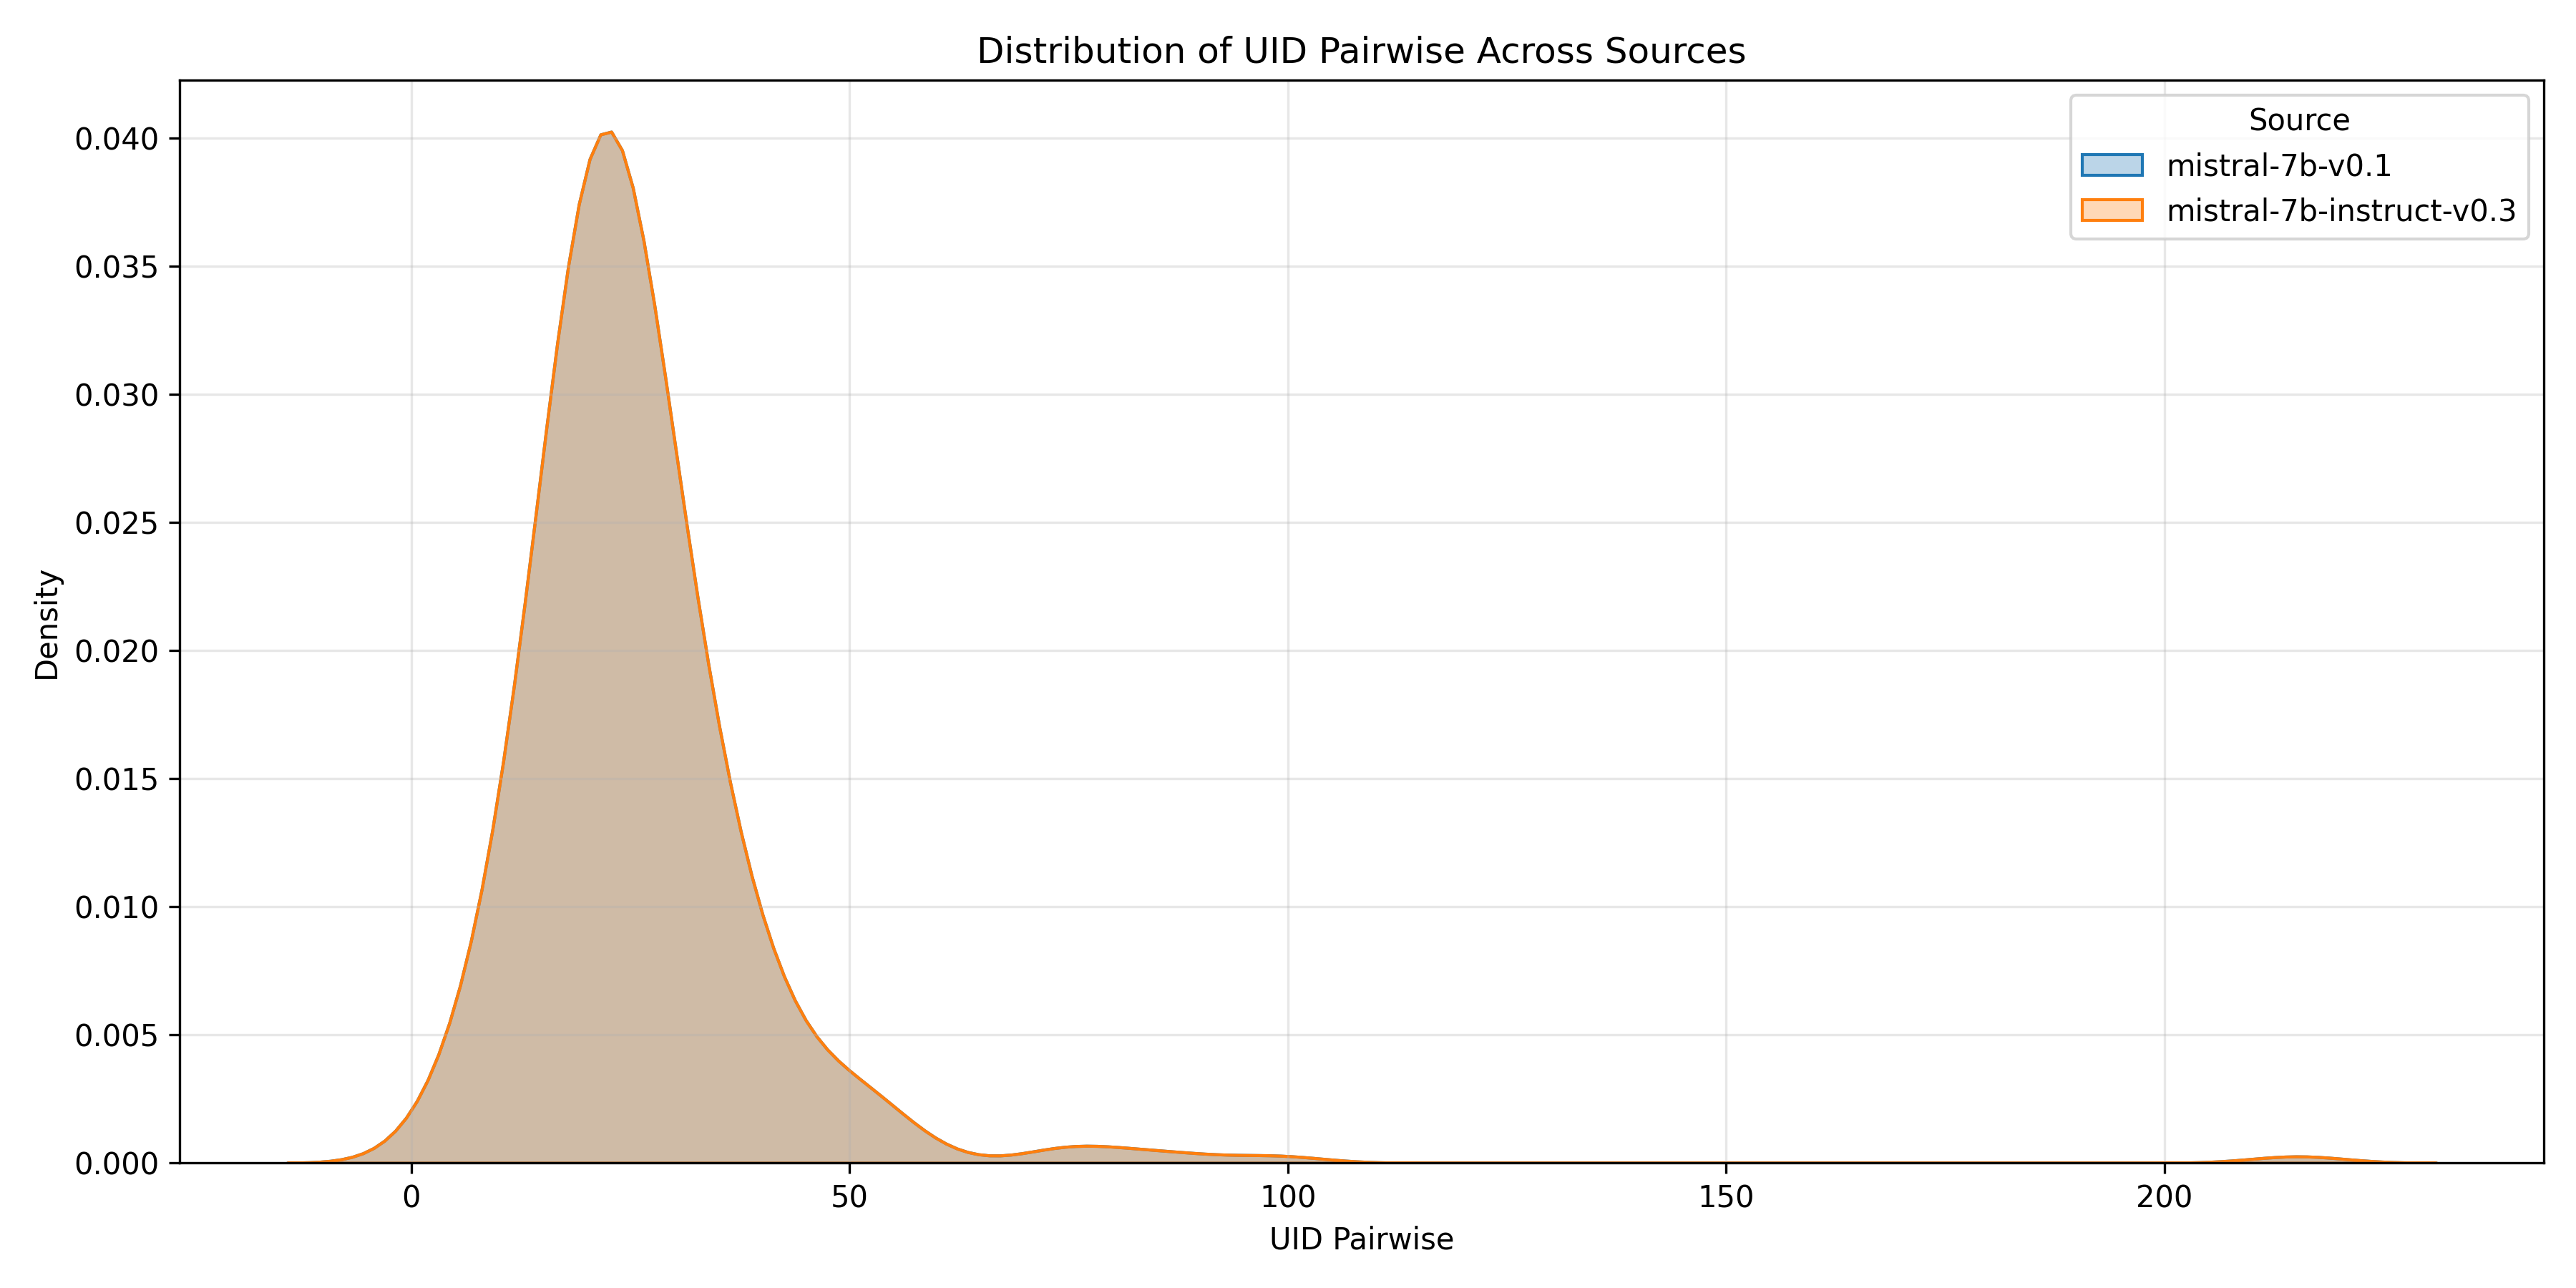 Distribution of UID Pairwise Across Sources
Source
mistral-7b-v0.1
mistral-7b-instruct-v0.3
0.040
0.035
0.030
0.025
0.020
0.015
0.010
0.005
0.000
Density
0 50 100 150 200
UID Pairwise